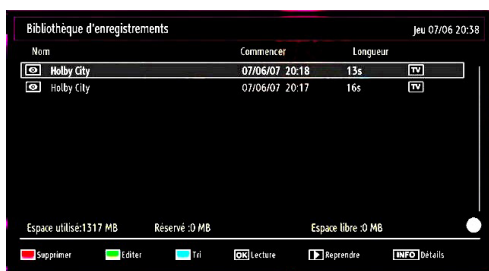 Bibliothèque d'enregistrements Jeu 07/06 20:38
Nom Commencer Longueur
Holby City 07/06/07 20:18 13s TV
Holby City 07/06/07 20:17 16s TV
Espace utilisé:1317 MB Réservé :0 MB Espace libre :0 MB
Supprimer Editer Tri OK Lecture Reprendre INFO Détails